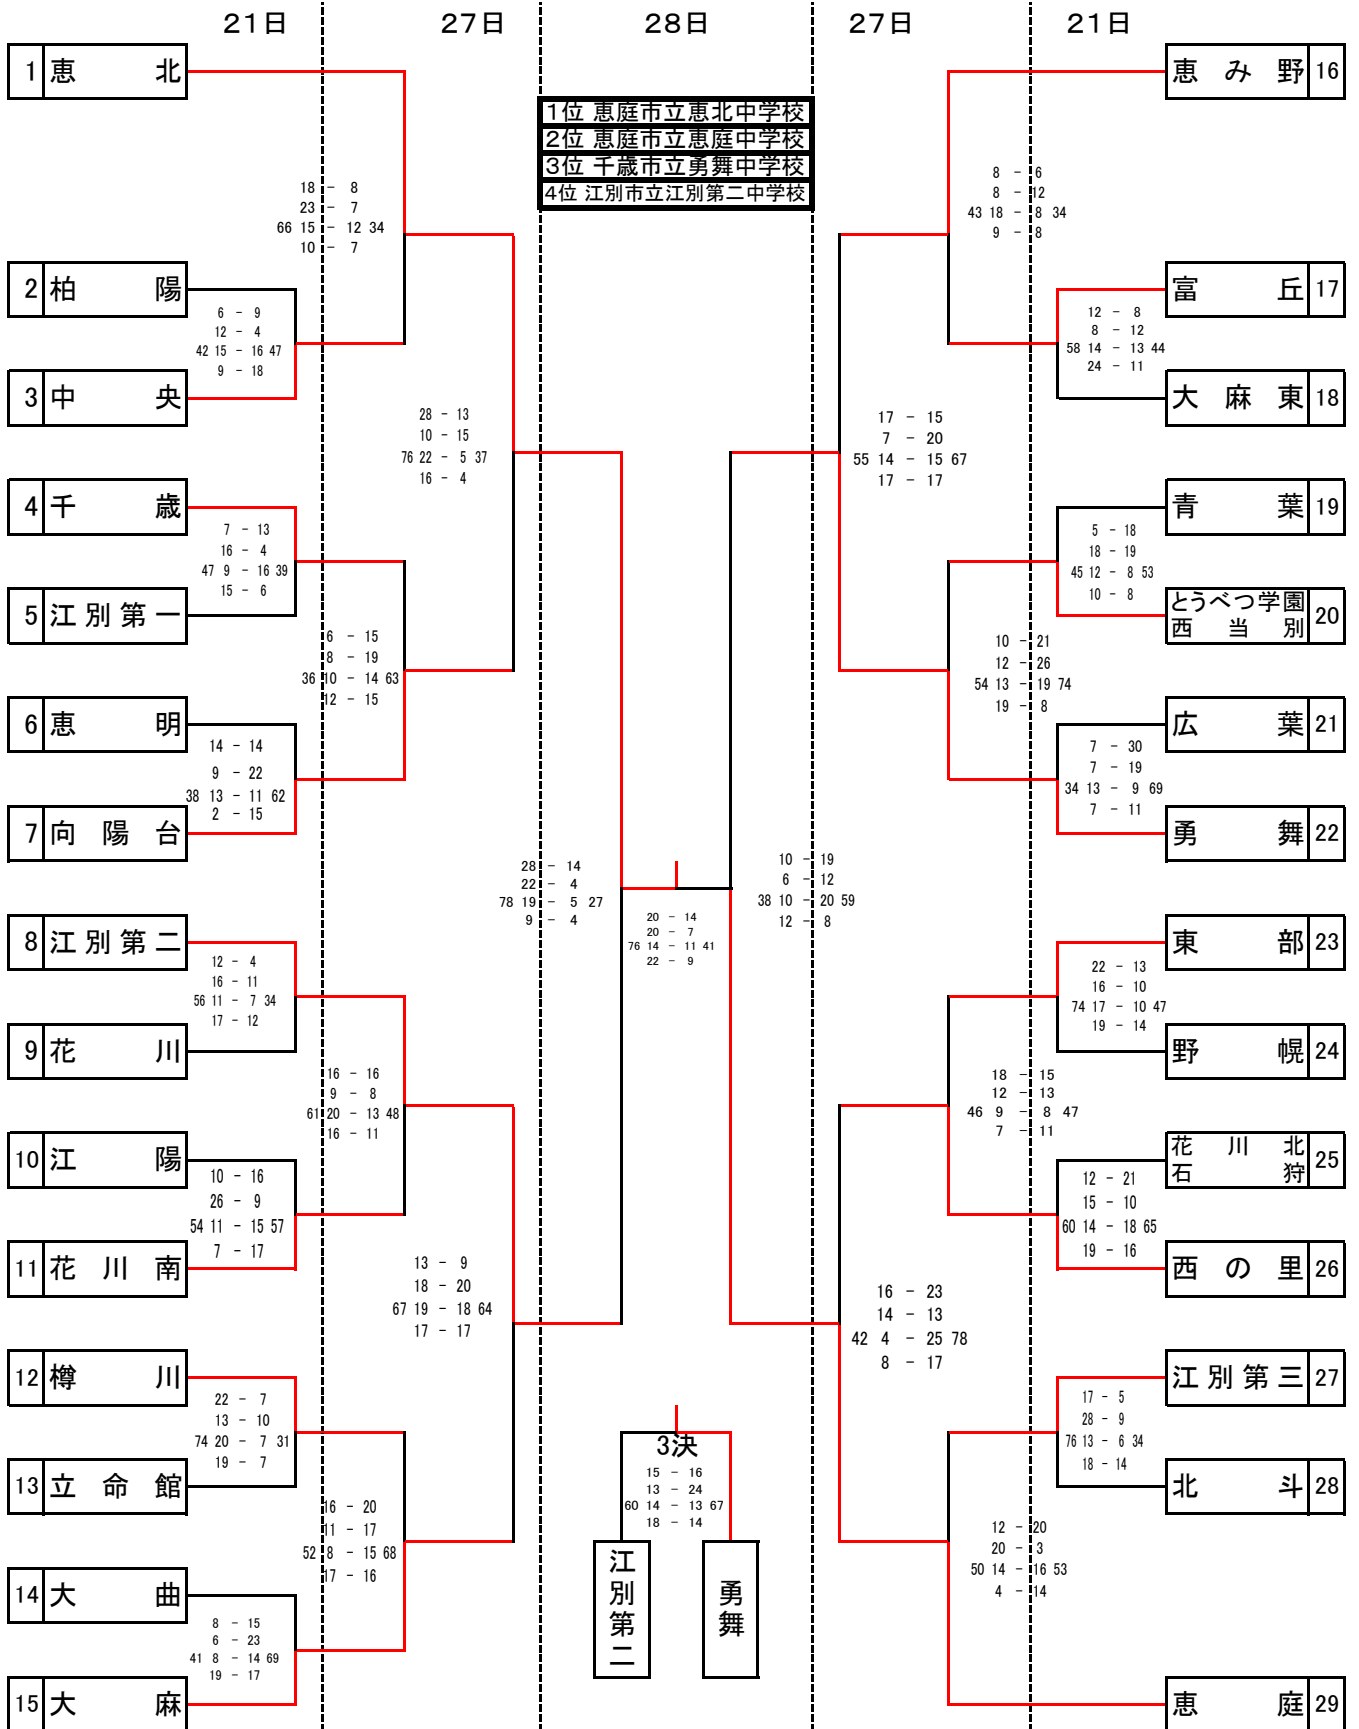 21日 27日 28日 27日 21日
1位 恵庭市立恵北中学校
2位 恵庭市立恵庭中学校
3位 千歳市立勇舞中学校
4位 江別市立江別第二中学校
1 恵北
18 - 8
23 - 7
66 15 - 12 34
10 - 7
2 柏陽
6 - 9
12 - 4
42 15 - 16 47
9 - 18
3 中央
28 - 13
10 - 15
76 22 - 5 37
16 - 4
4 千歳
7 - 13
16 - 4
47 9 - 16 39
15 - 6
5 江別第一
6 - 15
8 - 19
36 10 - 14 63
12 - 15
6 恵明
14 - 14
9 - 22
38 13 - 11 62
2 - 15
7 向陽台
28 - 14
22 - 4
78 19 - 5 27
9 - 4
8 江別第二
12 - 4
16 - 11
56 11 - 7 34
17 - 12
9 花川
16 - 16
9 - 8
61 20 - 13 48
16 - 11
10 江陽
10 - 16
26 - 9
54 11 - 15 57
7 - 17
11 花川南
13 - 9
18 - 20
67 19 - 18 64
17 - 17
12 樽川
22 - 7
13 - 10
74 20 - 7 31
19 - 7
13 立命館
16 - 20
11 - 17
52 8 - 15 68
17 - 16
14 大曲
8 - 15
6 - 23
41 8 - 14 69
19 - 17
15 大麻
20 - 14
20 - 7
76 14 - 11 41
22 - 9
3決
15 - 16
13 - 24
60 14 - 13 67
18 - 14
江別第二
勇舞
恵み野 16
8 - 6
8 - 12
43 18 - 8 34
9 - 8
富丘 17
12 - 8
8 - 12
58 14 - 13 44
24 - 11
大麻東 18
17 - 15
7 - 20
55 14 - 15 67
17 - 17
青葉 19
5 - 18
18 - 19
45 12 - 8 53
10 - 8
とうべつ学園
西当別 20
10 - 21
12 - 26
54 13 - 19 74
19 - 8
広葉 21
7 - 30
7 - 19
34 13 - 9 69
7 - 11
勇舞 22
10 - 19
6 - 12
38 10 - 20 59
12 - 8
東部 23
22 - 13
16 - 10
74 17 - 10 47
19 - 14
野幌 24
18 - 15
12 - 13
46 9 - 8 47
7 - 11
花川北
石狩 25
12 - 21
15 - 10
60 14 - 18 65
19 - 16
西の里 26
16 - 23
14 - 13
42 4 - 25 78
8 - 17
江別第三 27
17 - 5
28 - 9
76 13 - 6 34
18 - 14
北斗 28
12 - 20
20 - 3
50 14 - 16 53
4 - 14
恵庭 29